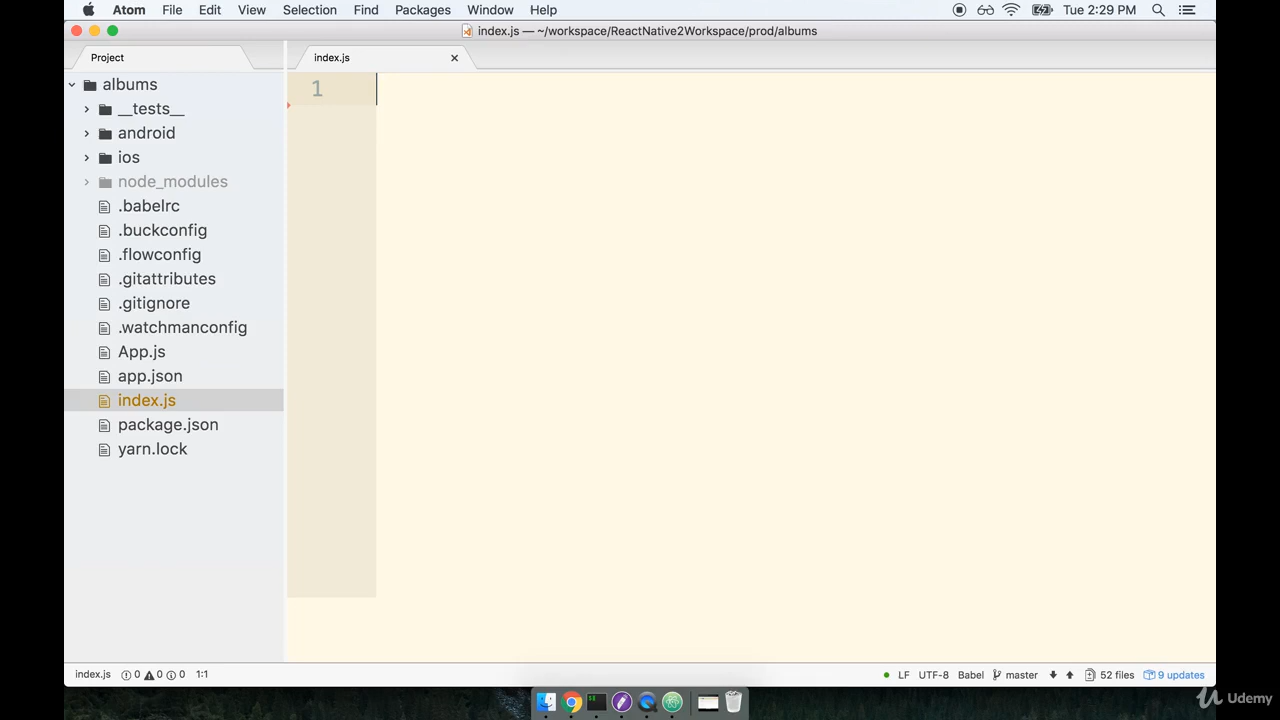 Atom File Edit View Selection Find Packages Window Help Tue 2:29 PM
index.js — ~/workspace/ReactNative2Workspace/prod/albums
Project index.js
albums 1
__tests__
android
ios
node_modules
.babelrc
.buckconfig
.flowconfig
.gitattributes
.gitignore
.watchmanconfig
App.js
app.json
index.js
package.json
yarn.lock
index.js 0 0 0 1:1 LF UTF-8 Babel master 52 files 9 updates
Udemy